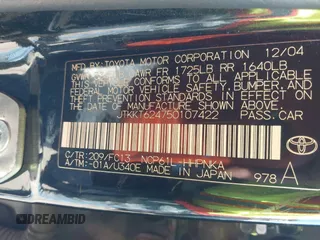 MFD. BY: TOYOTA MOTOR CORPORATION 12/04
GVWR GAWR FR 1725LB RR 1640LB
THIS VEHICLE CONFORMS TO ALL APPLICABLE
FEDERAL MOTOR VEHICLE SAFETY, BUMPER, AND
THEFT PREVENTION STANDARDS IN EFFECT ON
THE DATE OF MANUFACTURE SHOWN ABOVE.
JTKKT624750107422 PASS.CAR
C/TR: 209/FC13 NCP61L-HHPNKA
A/TM: -01A/U340E MADE IN JAPAN
978 A
TOYOTA
DREAMBID